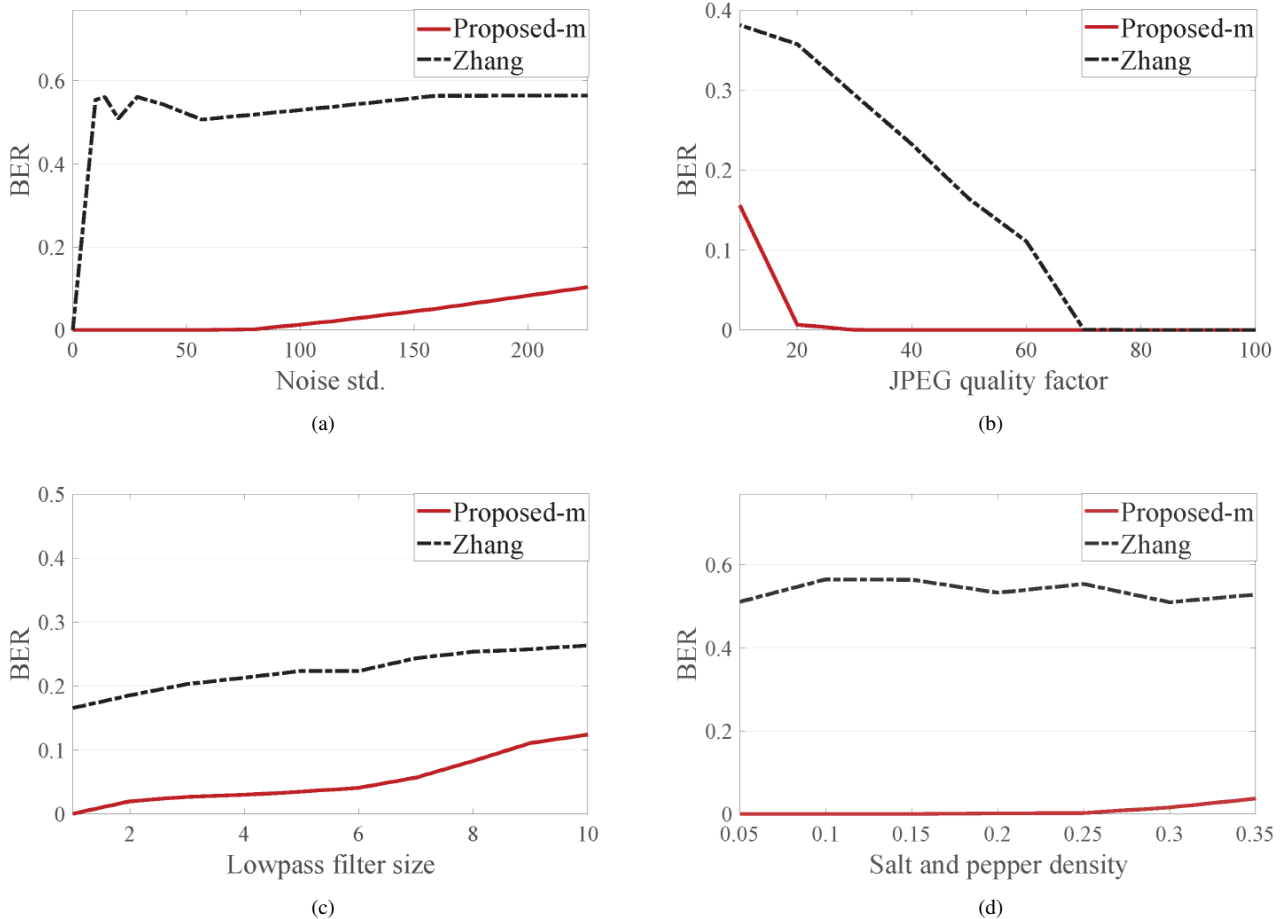 Proposed-m
Zhang
0.6
0.4
0.2
0
BER
0 50 100 150 200
Noise std.
(a)
Proposed-m
Zhang
0.4
0.3
0.2
0.1
0
BER
20 40 60 80 100
JPEG quality factor
(b)
Proposed-m
Zhang
0.5
0.4
0.3
0.2
0.1
0
BER
2 4 6 8 10
Lowpass filter size
(c)
Proposed-m
Zhang
0.6
0.4
0.2
0
BER
0.05 0.1 0.15 0.2 0.25 0.3 0.35
Salt and pepper density
(d)